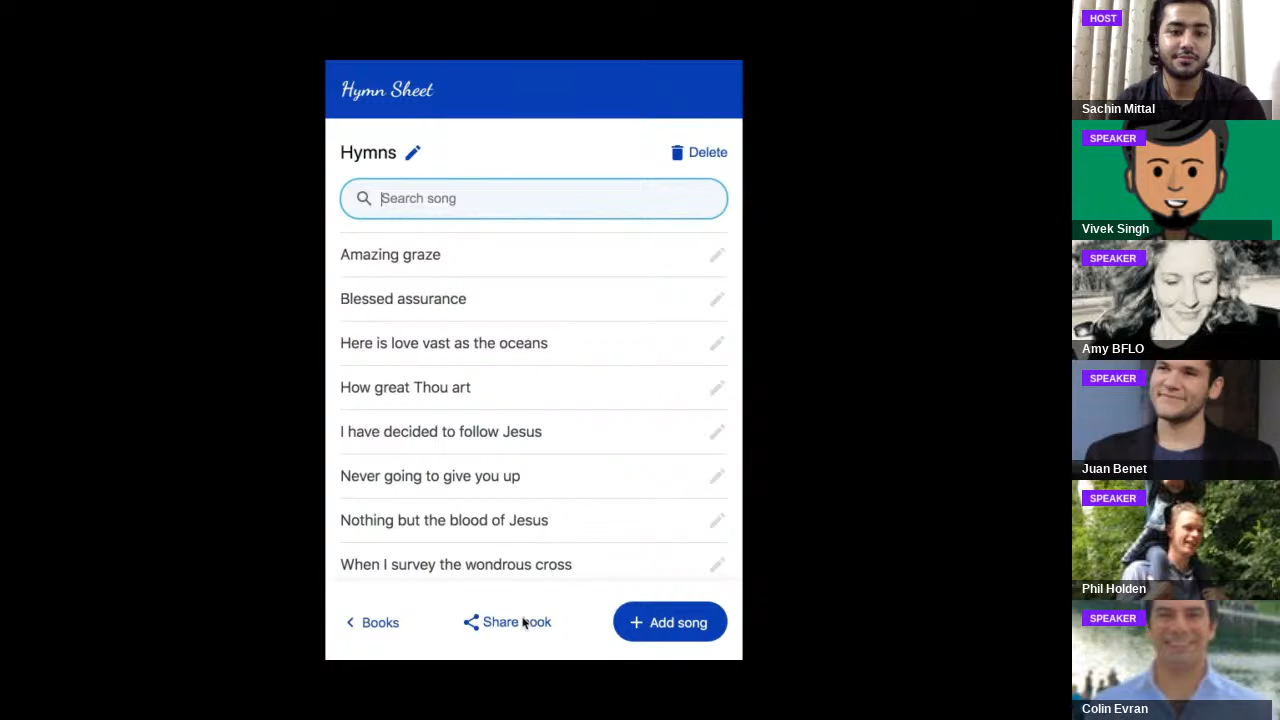 Hymn Sheet
Hymns
Delete
Search song
Amazing graze
Blessed assurance
Here is love vast as the oceans
How great Thou art
I have decided to follow Jesus
Never going to give you up
Nothing but the blood of Jesus
When I survey the wondrous cross
Books
Share book
Add song
HOST
Sachin Mittal
SPEAKER
Vivek Singh
SPEAKER
Amy BFLO
SPEAKER
Juan Benet
SPEAKER
Phil Holden
SPEAKER
Colin Evran